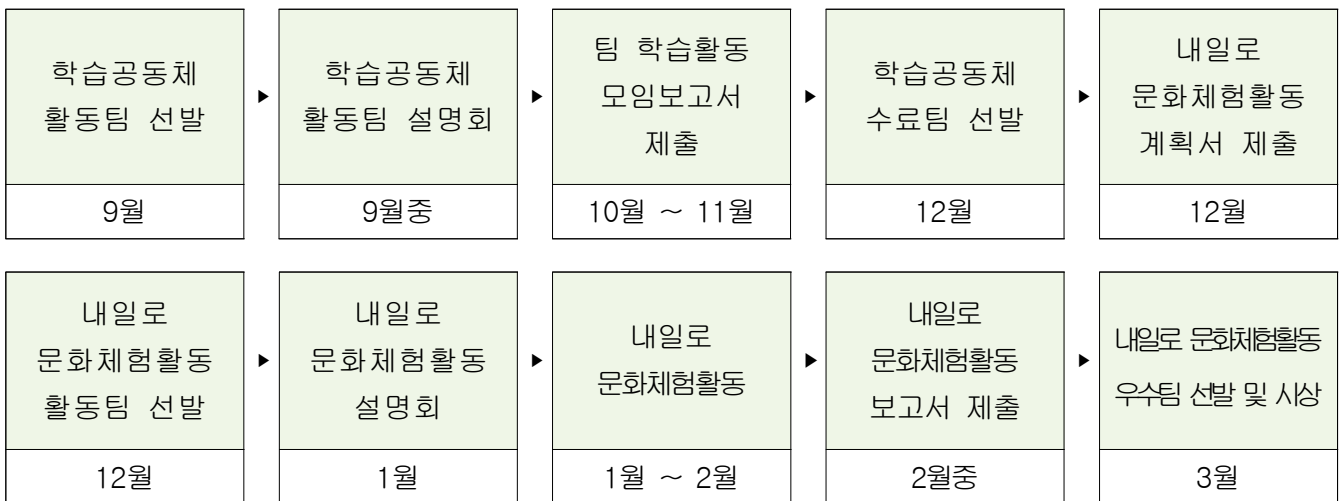 학습공동체
활동팀 선발
▶
학습공동체
활동팀 설명회
▶
팀 학습활동
모임보고서
제출
▶
학습공동체
수료팀 선발
▶
내일로
문화체험활동
계획서 제출
9월
9월중
10월 ~ 11월
12월
12월
내일로
문화체험활동
활동팀 선발
▶
내일로
문화체험활동
설명회
▶
내일로
문화체험활동
▶
내일로
문화체험활동
보고서 제출
▶
내일로 문화체험활동
우수팀 선발 및 시상
12월
1월
1월 ~ 2월
2월중
3월